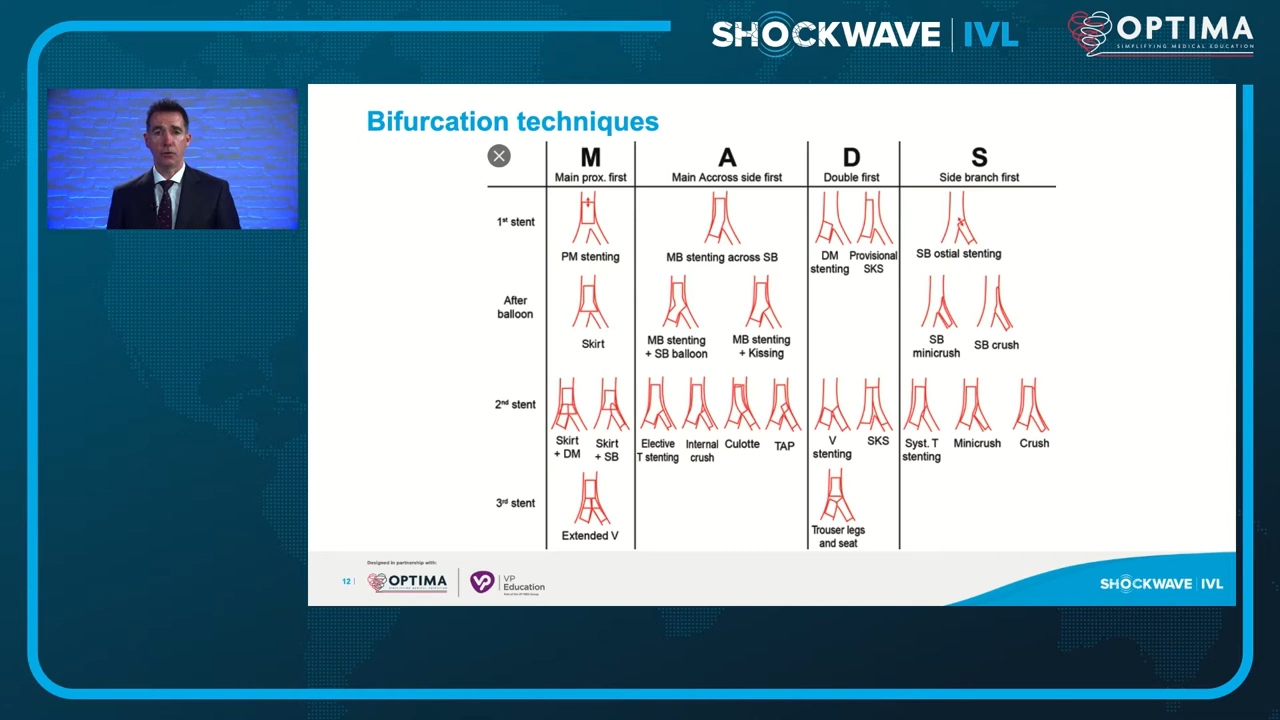 SHOCKWAVE | IVL
OPTIMA
SIMPLIFYING MEDICAL EDUCATION
Bifurcation techniques
M A D S
Main prox. first Main Accross side first Double first Side branch first
1st stent
PM stenting
MB stenting across SB
DM stenting
Provisional SKS
SB ostial stenting
After balloon
Skirt
MB stenting
+ SB balloon
MB stenting
+ Kissing
SB
minicrush
SB crush
2nd stent
Skirt
+ DM
Skirt
+ SB
Elective
T stenting
Internal
crush
Culotte
TAP
V
stenting
SKS
Syst. T
stenting
Minicrush
Crush
3rd stent
Extended V
Trouser legs
and seat
12 |
Designed in partnership with:
OPTIMA
VP
Education
SHOCKWAVE | IVL